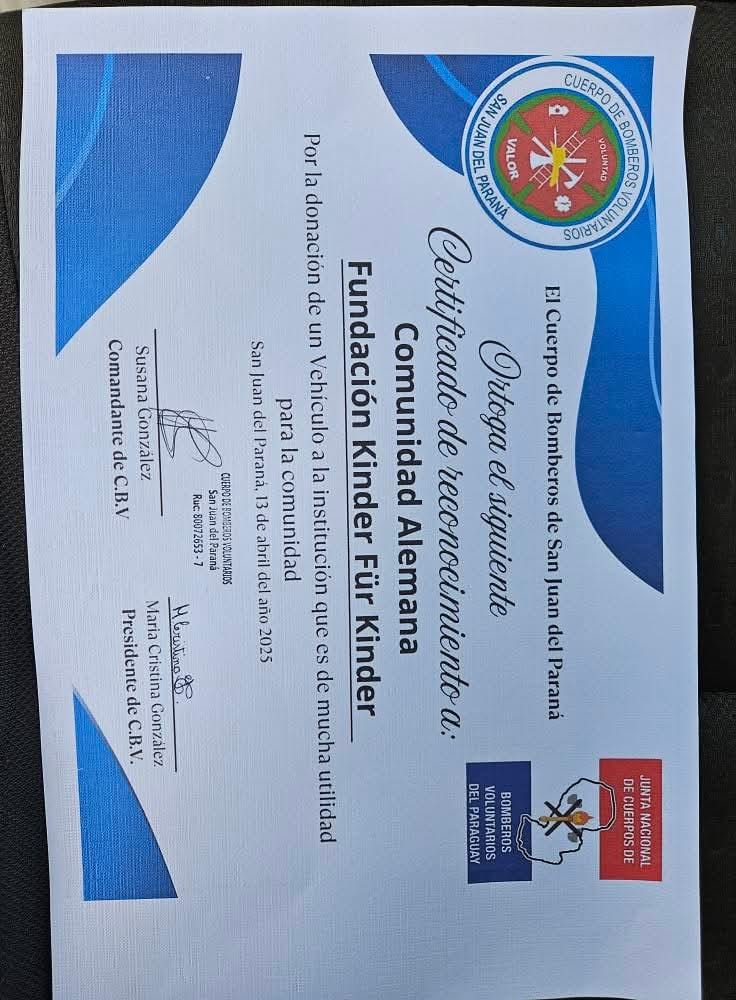 CUERPO DE BOMBEROS VOLUNTARIOS
SAN JUAN DEL PARANÁ
VOLUNTAD
VALOR
JUNTA NACIONAL
DE CUERPOS DE
BOMBEROS
VOLUNTARIOS
DEL PARAGUAY
El Cuerpo de Bomberos de San Juan del Paraná
Ortoga el siguiente
Certificado de reconocimiento a:
Comunidad Alemana
Fundación Kinder Für Kinder
Por la donación de un Vehículo a la institución que es de mucha utilidad
para la comunidad
San Juan del Paraná, 13 de abril del año 2025
CUERPO DE BOMBEROS VOLUNTARIOS
San Juan del Paraná
Ruc: 80072653 - 7
Susana González
Comandante de C.B.V
M Cristina
Maria Cristina González
Presidente de C.B.V.